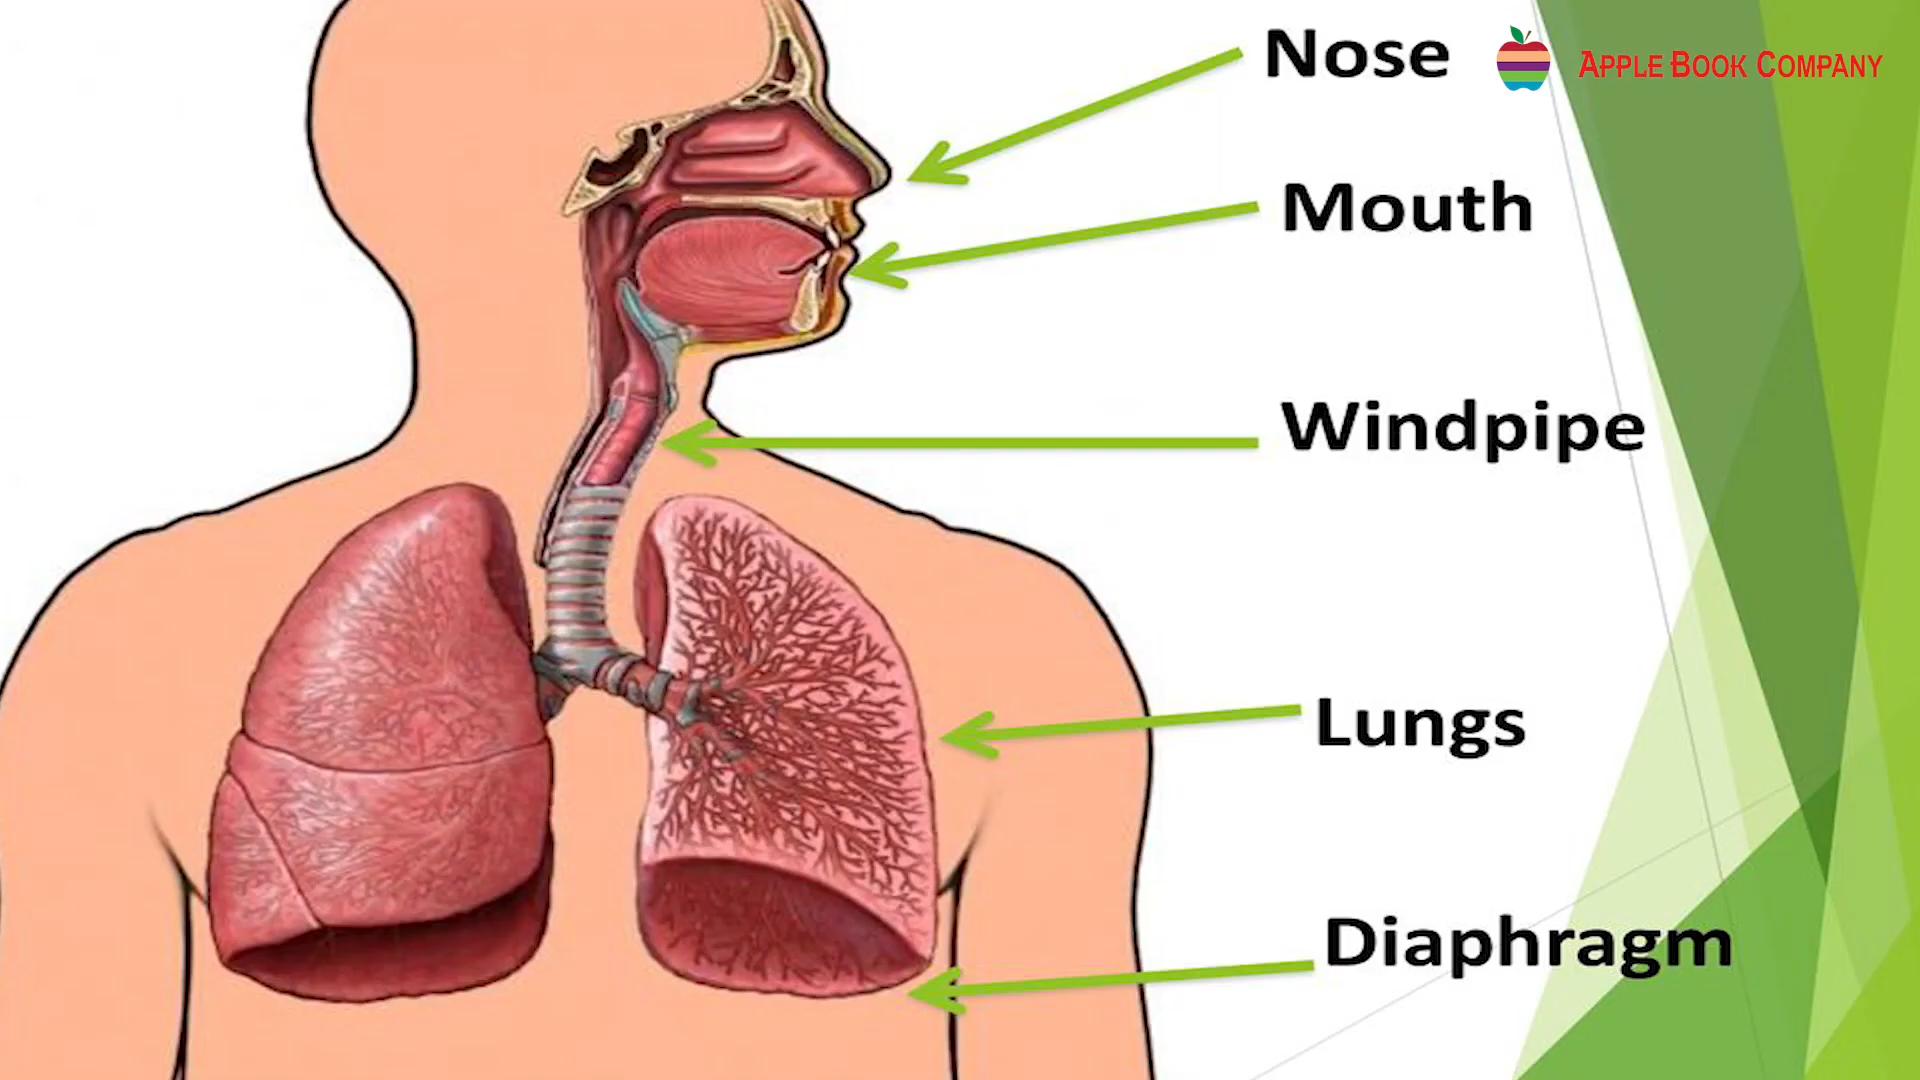 Nose
APPLE BOOK COMPANY
Mouth
Windpipe
Lungs
Diaphragm